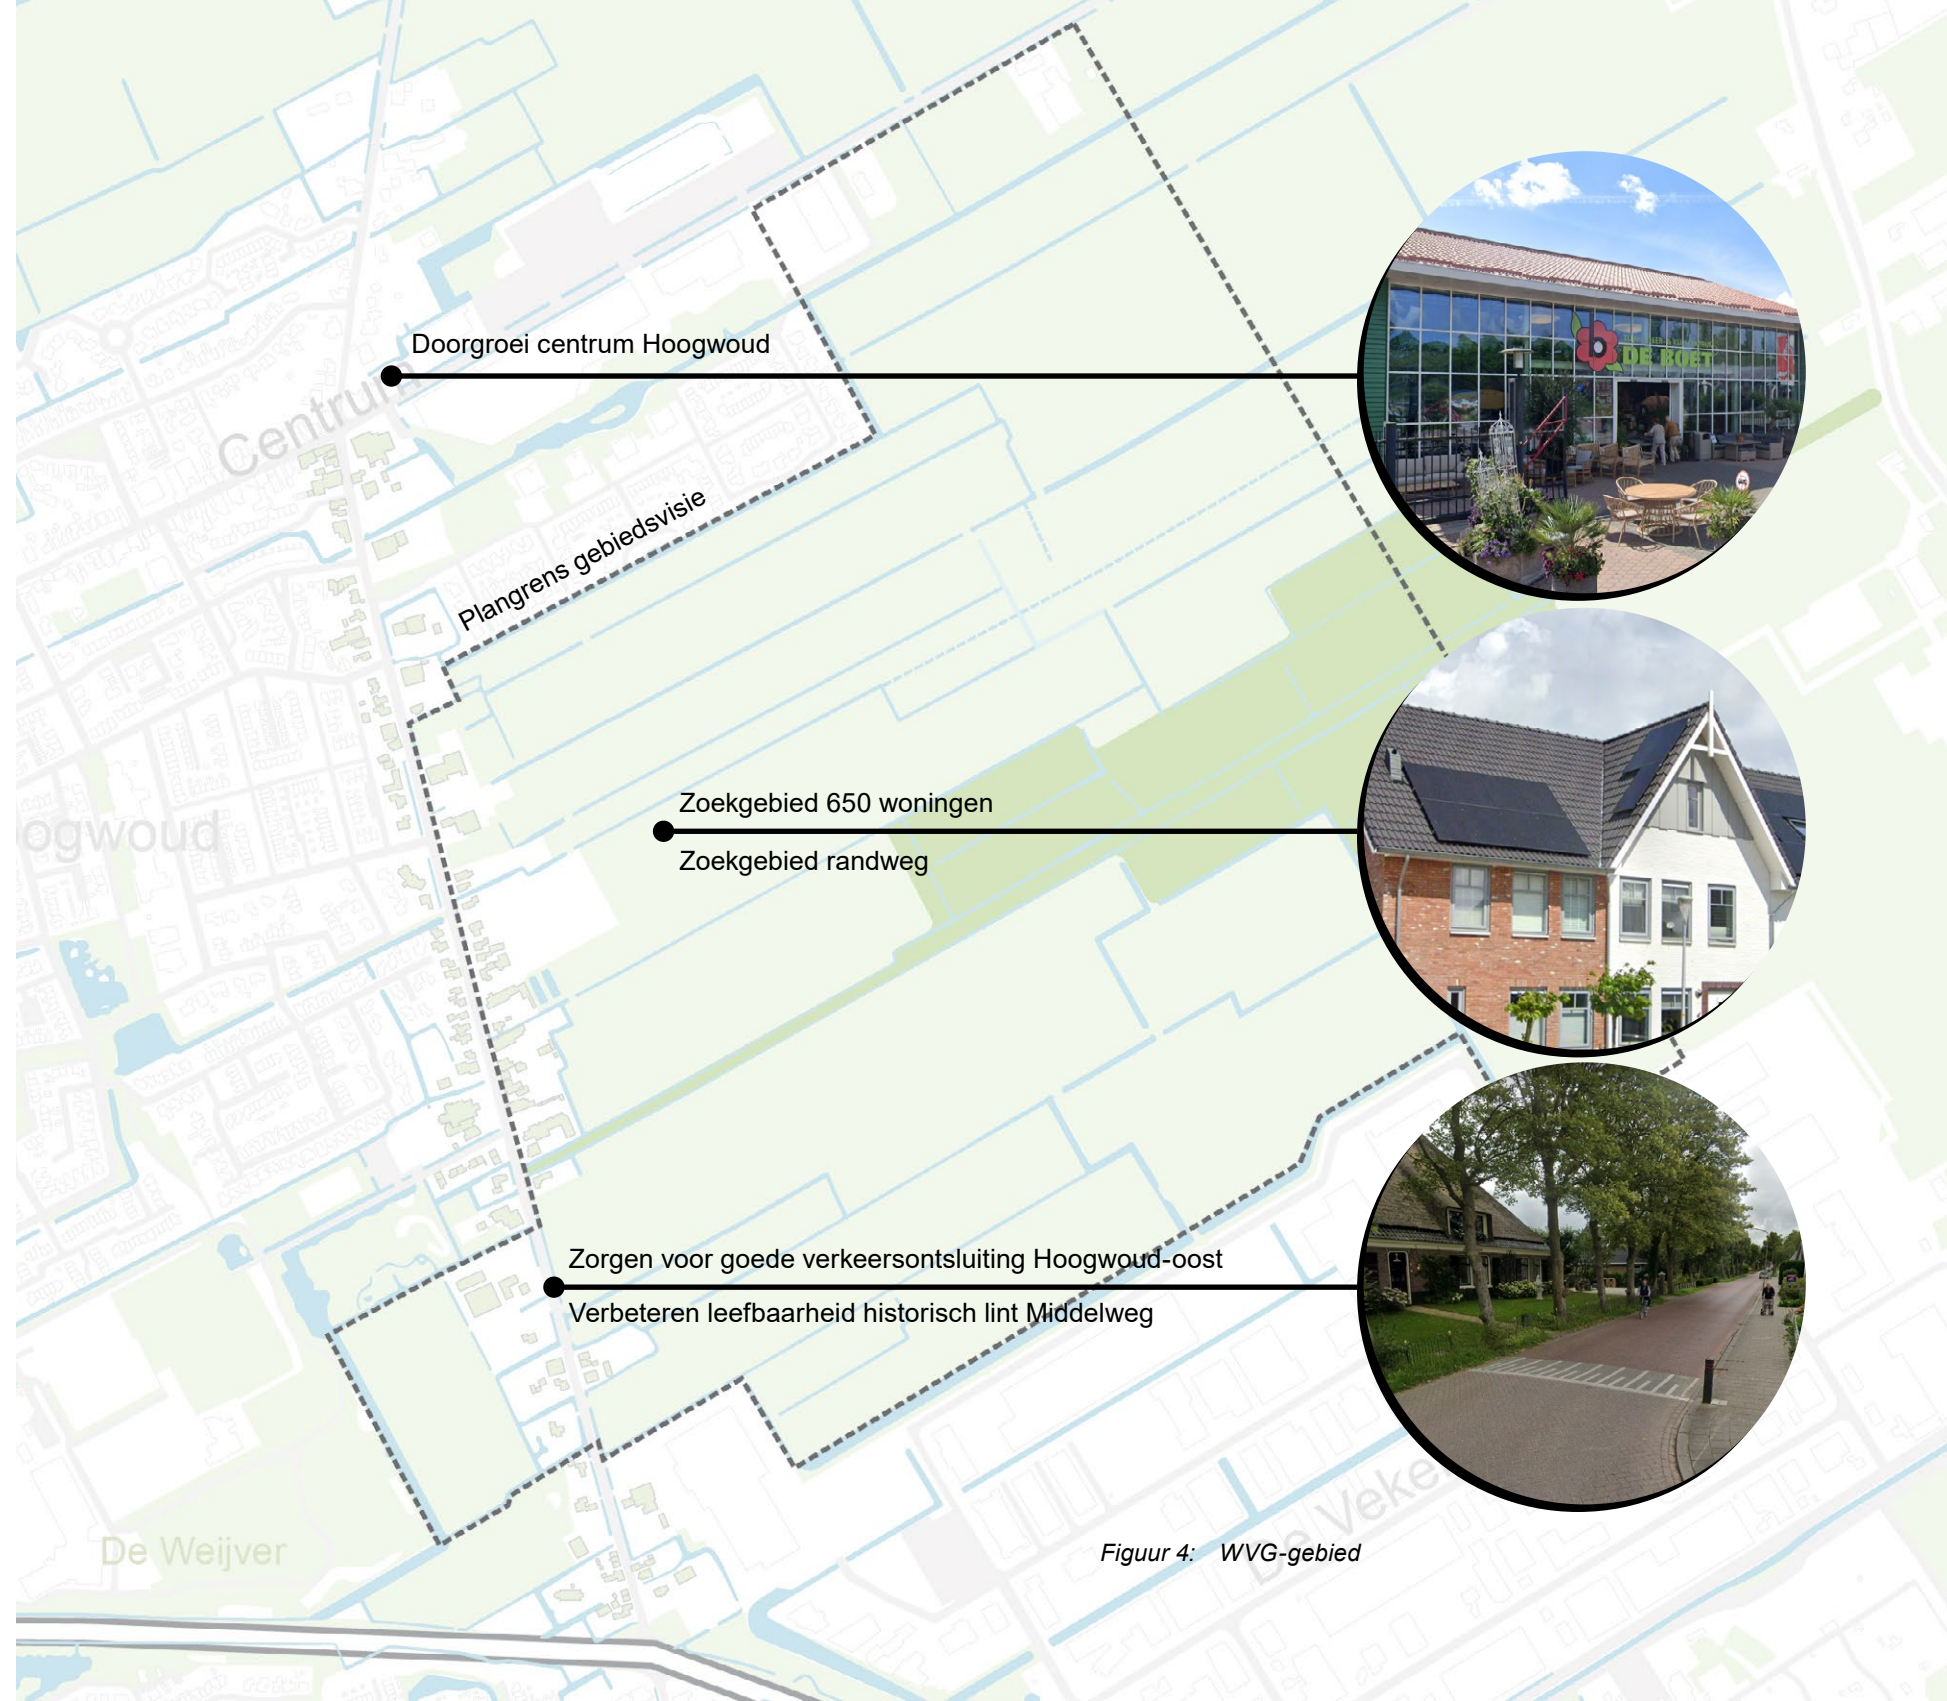 Doorgroei centrum Hoogwoud
DE BOET
Centrum
Plangrens gebiedsvisie
Zoekgebied 650 woningen
Zoekgebied randweg
ogwoud
Zorgen voor goede verkeersontsluiting Hoogwoud-oost
Verbeteren leefbaarheid historisch lint Middelweg
De Veke
De Weijver
Figuur 4: WVG-gebied